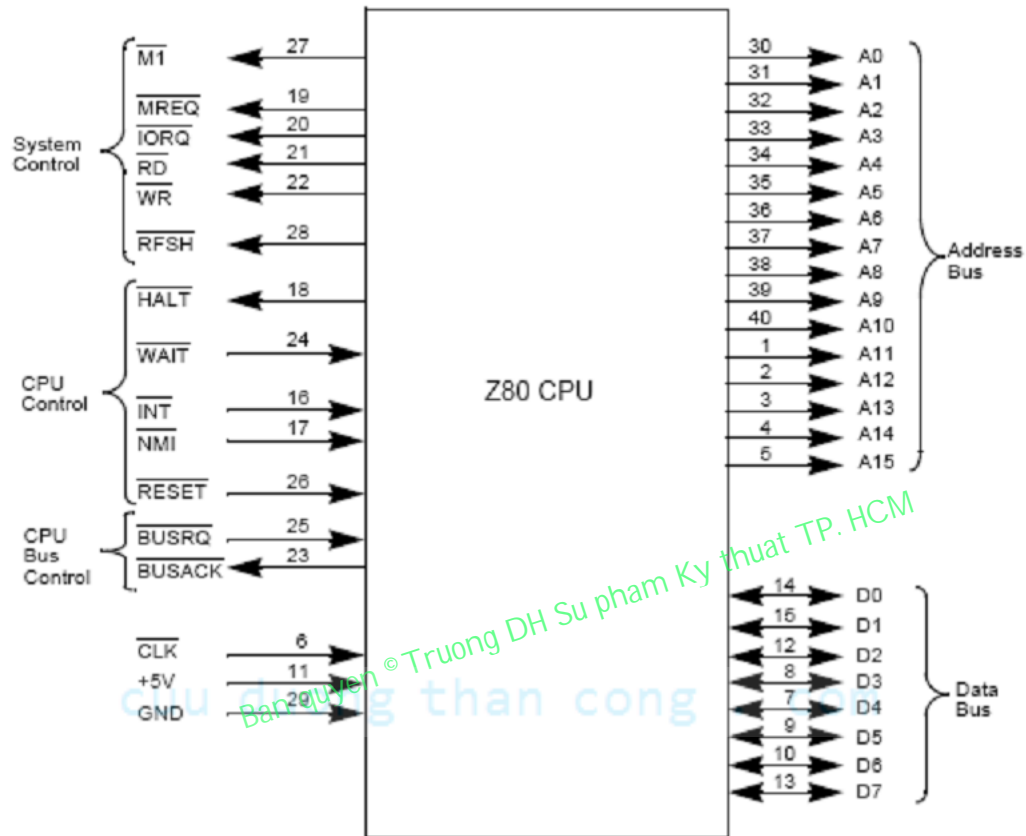 System
Control
M1 27
MREQ 19
IORQ 20
RD 21
WR 22
RFSH 28
CPU
Control
HALT 18
WAIT 24
INT 16
NMI 17
RESET 26
CPU
Bus
Control
BUSRQ 25
BUSACK 23
CLK 6
+5V 11
GND 29
Z80 CPU
30 A0
31 A1
32 A2
33 A3
34 A4
35 A5
36 A6
37 A7
38 A8
39 A9
40 A10
1 A11
2 A12
3 A13
4 A14
5 A15
Address
Bus
14 D0
15 D1
12 D2
8 D3
7 D4
9 D5
10 D6
13 D7
Data
Bus
Ban quyen © Truong DH Su pham Ky thuat TP. HCM
cuu duong than cong . com